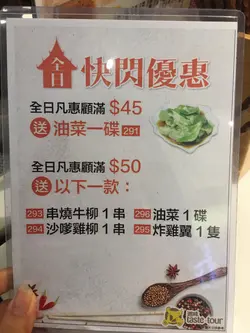 全日
快閃優惠
全日凡惠顧滿 $45
送 油菜一碟 291
全日凡惠顧滿 $50
送 以下一款：
293 串燒牛柳 1 串 296 油菜 1 碟
294 沙嗲雞柳 1 串 295 炸雞翼 1 隻
taste tour